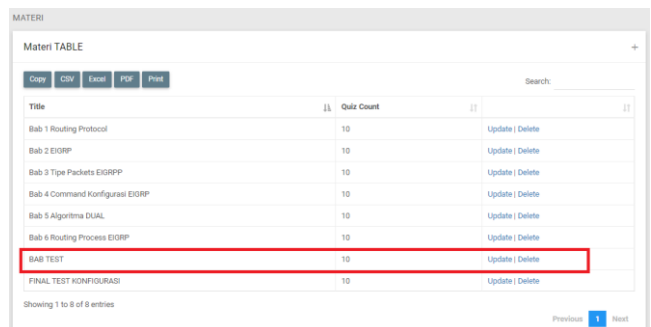 MATERI
Materi TABLE +
Copy CSV Excel PDF Print Search:
Title Quiz Count
Bab 1 Routing Protocol 10 Update | Delete
Bab 2 EIGRP 10 Update | Delete
Bab 3 Tipe Packets EIGRPP 10 Update | Delete
Bab 4 Command Konfigurasi EIGRP 10 Update | Delete
Bab 5 Algoritma DUAL 10 Update | Delete
Bab 6 Routing Process EIGRP 10 Update | Delete
BAB TEST 10 Update | Delete
FINAL TEST KONFIGURASI 10 Update | Delete
Showing 1 to 8 of 8 entries
Previous 1 Next